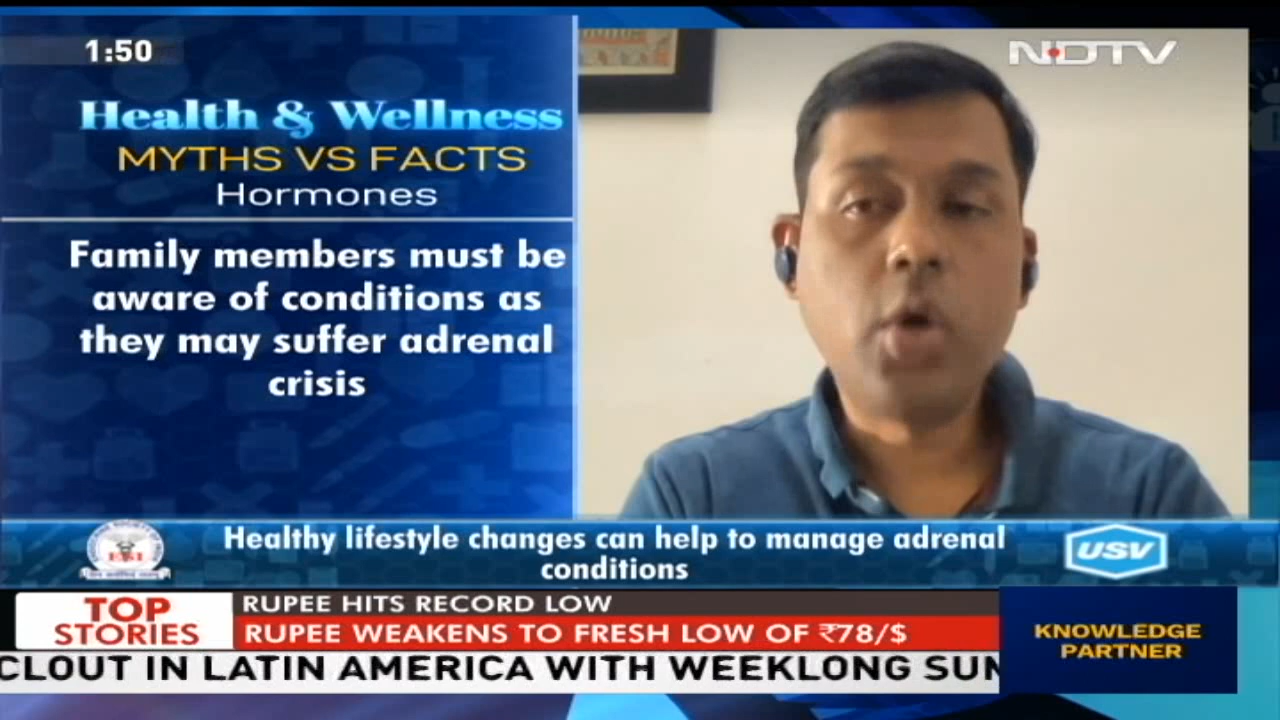 1:50
NDTV
Health & Wellness
MYTHS VS FACTS
Hormones
Family members must be
aware of conditions as
they may suffer adrenal
crisis
Healthy lifestyle changes can help to manage adrenal
conditions
ESI
USV
TOP
STORIES
RUPEE HITS RECORD LOW
RUPEE WEAKENS TO FRESH LOW OF ₹78/$
CLOUT IN LATIN AMERICA WITH WEEKLONG SUM
KNOWLEDGE
PARTNER